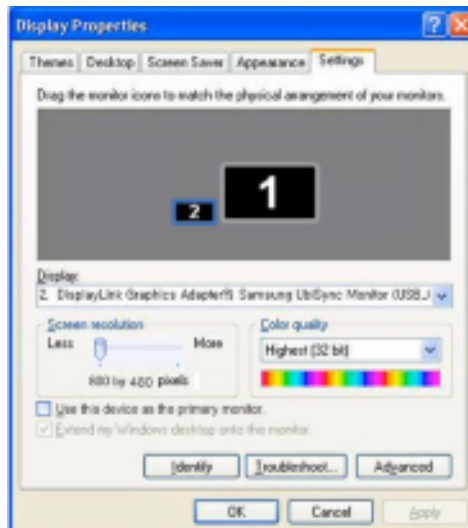 Display Properties
Themes Desktop Screen Saver Appearance Settings
Drag the monitor icons to match the physical arrangement of your monitors.
2 1
Display:
2. DisplayLink Graphics Adapter Samsung UbiSync Monitor (USB
Screen resolution
Less More
800 by 480 pixels
Color quality
Highest (32 bit)
Use this device as the primary monitor.
Extend my Windows desktop onto this monitor.
Identify Troubleshoot... Advanced
OK Cancel Apply